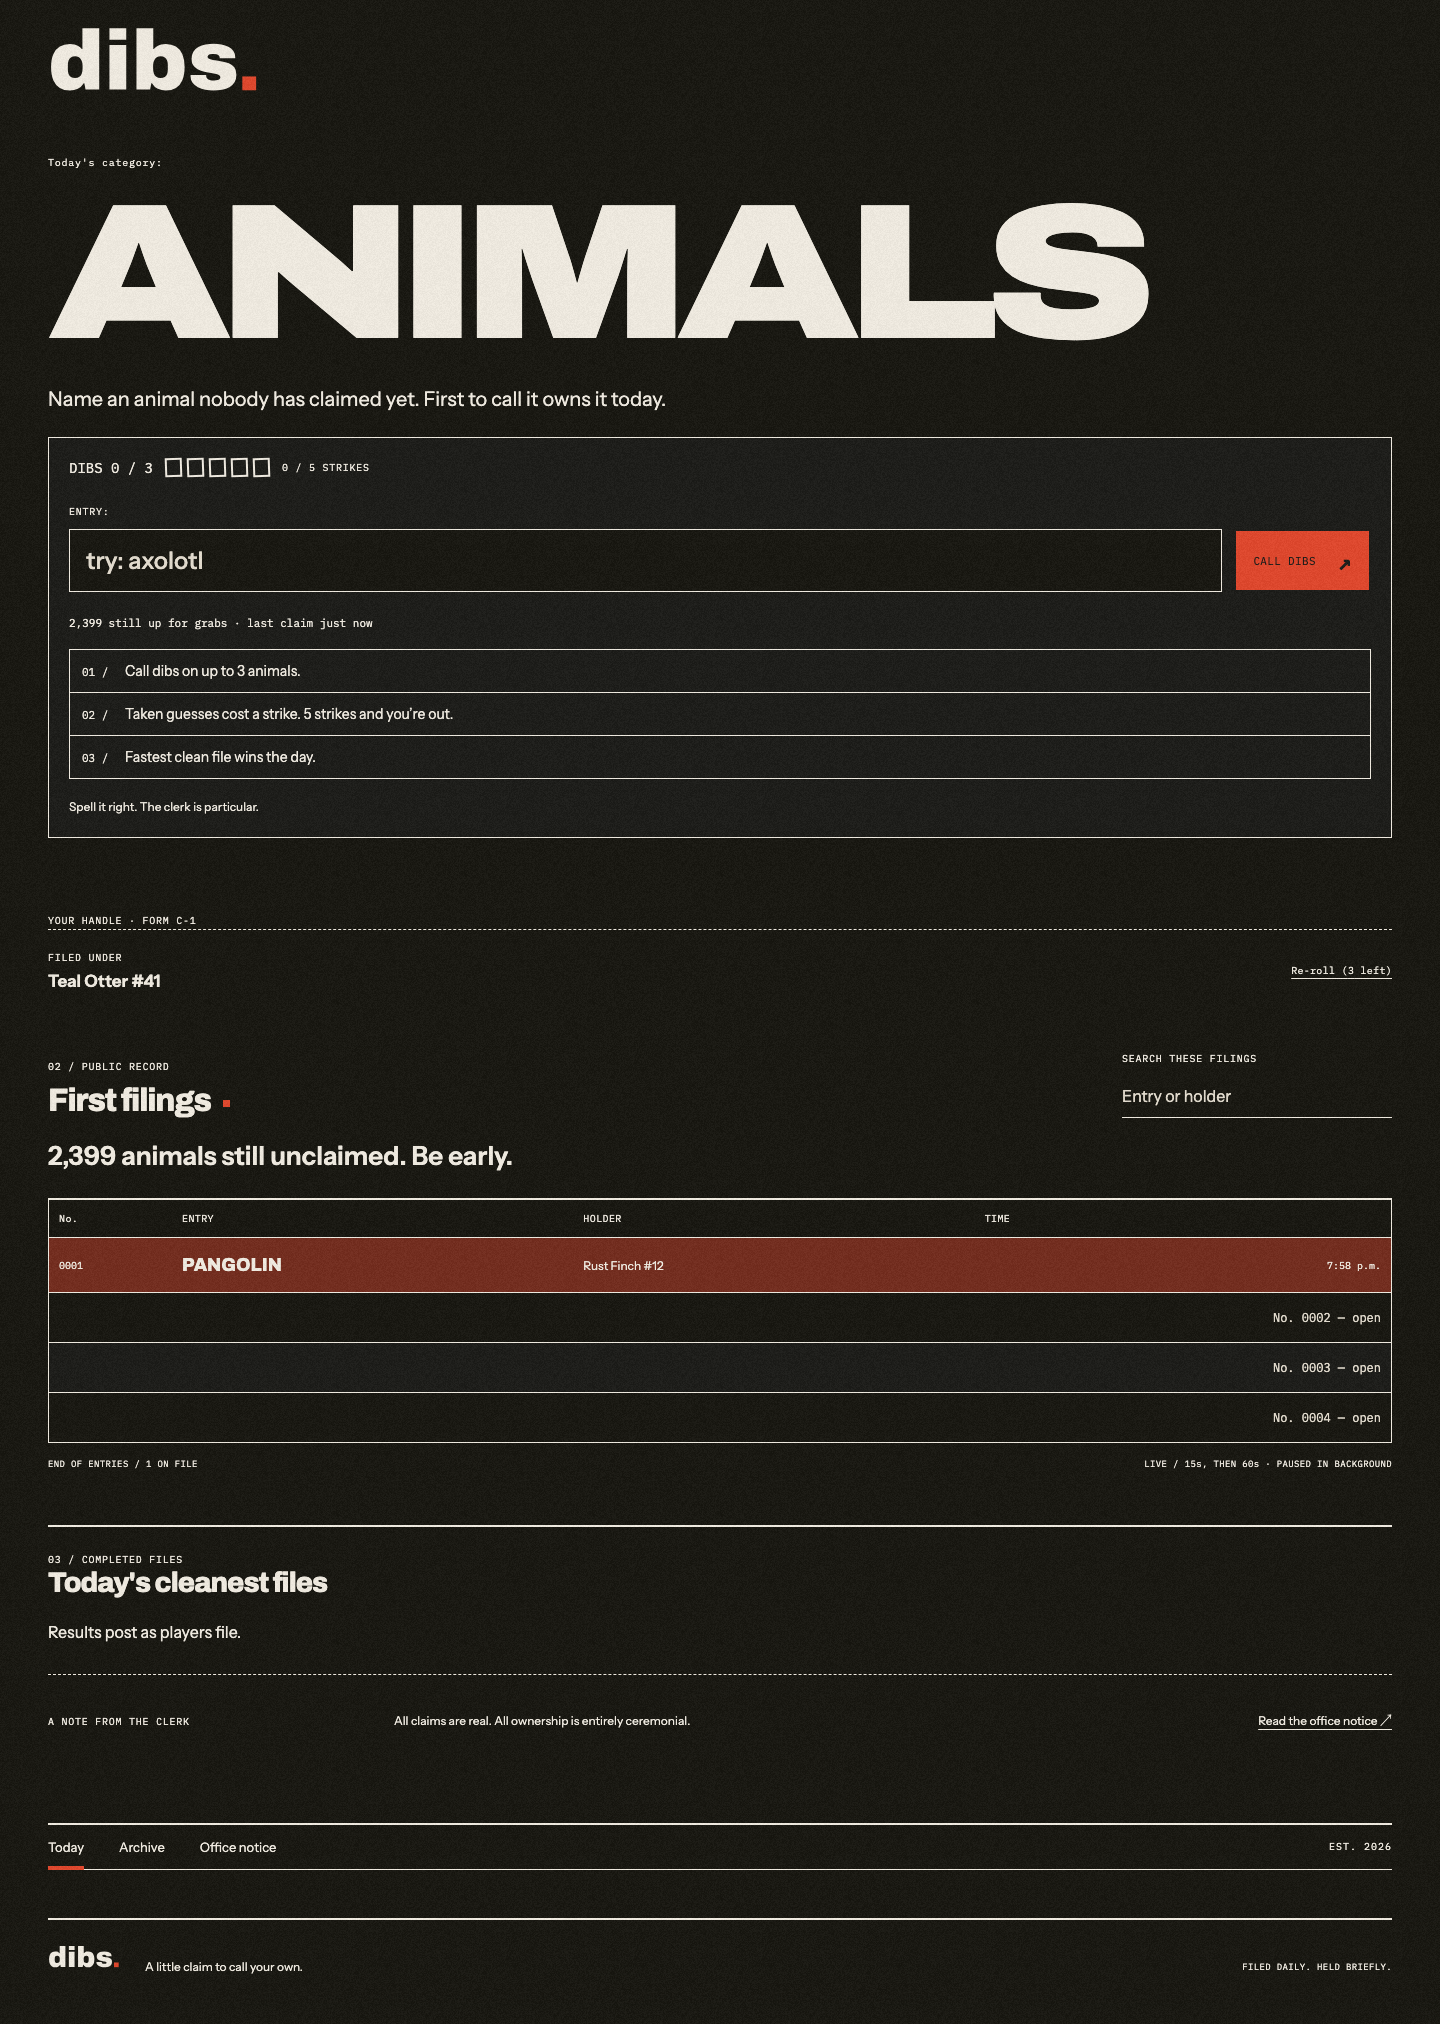 dibs.
Today's category:
ANIMALS
Name an animal nobody has claimed yet. First to call it owns it today.
DIBS 0 / 3 0 / 5 STRIKES
ENTRY:
try: axolotl
CALL DIBS ↗
2,399 still up for grabs · last claim just now
01 / Call dibs on up to 3 animals.
02 / Taken guesses cost a strike. 5 strikes and you’re out.
03 / Fastest clean file wins the day.
Spell it right. The clerk is particular.
YOUR HANDLE · FORM C-1
FILED UNDER
Teal Otter #41
Re-roll (3 left)
02 / PUBLIC RECORD
First filings
SEARCH THESE FILINGS
Entry or holder
2,399 animals still unclaimed. Be early.
No. ENTRY HOLDER TIME
0001 PANGOLIN Rust Finch #12 7:58 p.m.
No. 0002 — open
No. 0003 — open
No. 0004 — open
END OF ENTRIES / 1 ON FILE LIVE / 15s, THEN 60s · PAUSED IN BACKGROUND
03 / COMPLETED FILES
Today's cleanest files
Results post as players file.
A NOTE FROM THE CLERK All claims are real. All ownership is entirely ceremonial. Read the office notice ↗
Today Archive Office notice EST. 2026
dibs. A little claim to call your own. FILED DAILY. HELD BRIEFLY.